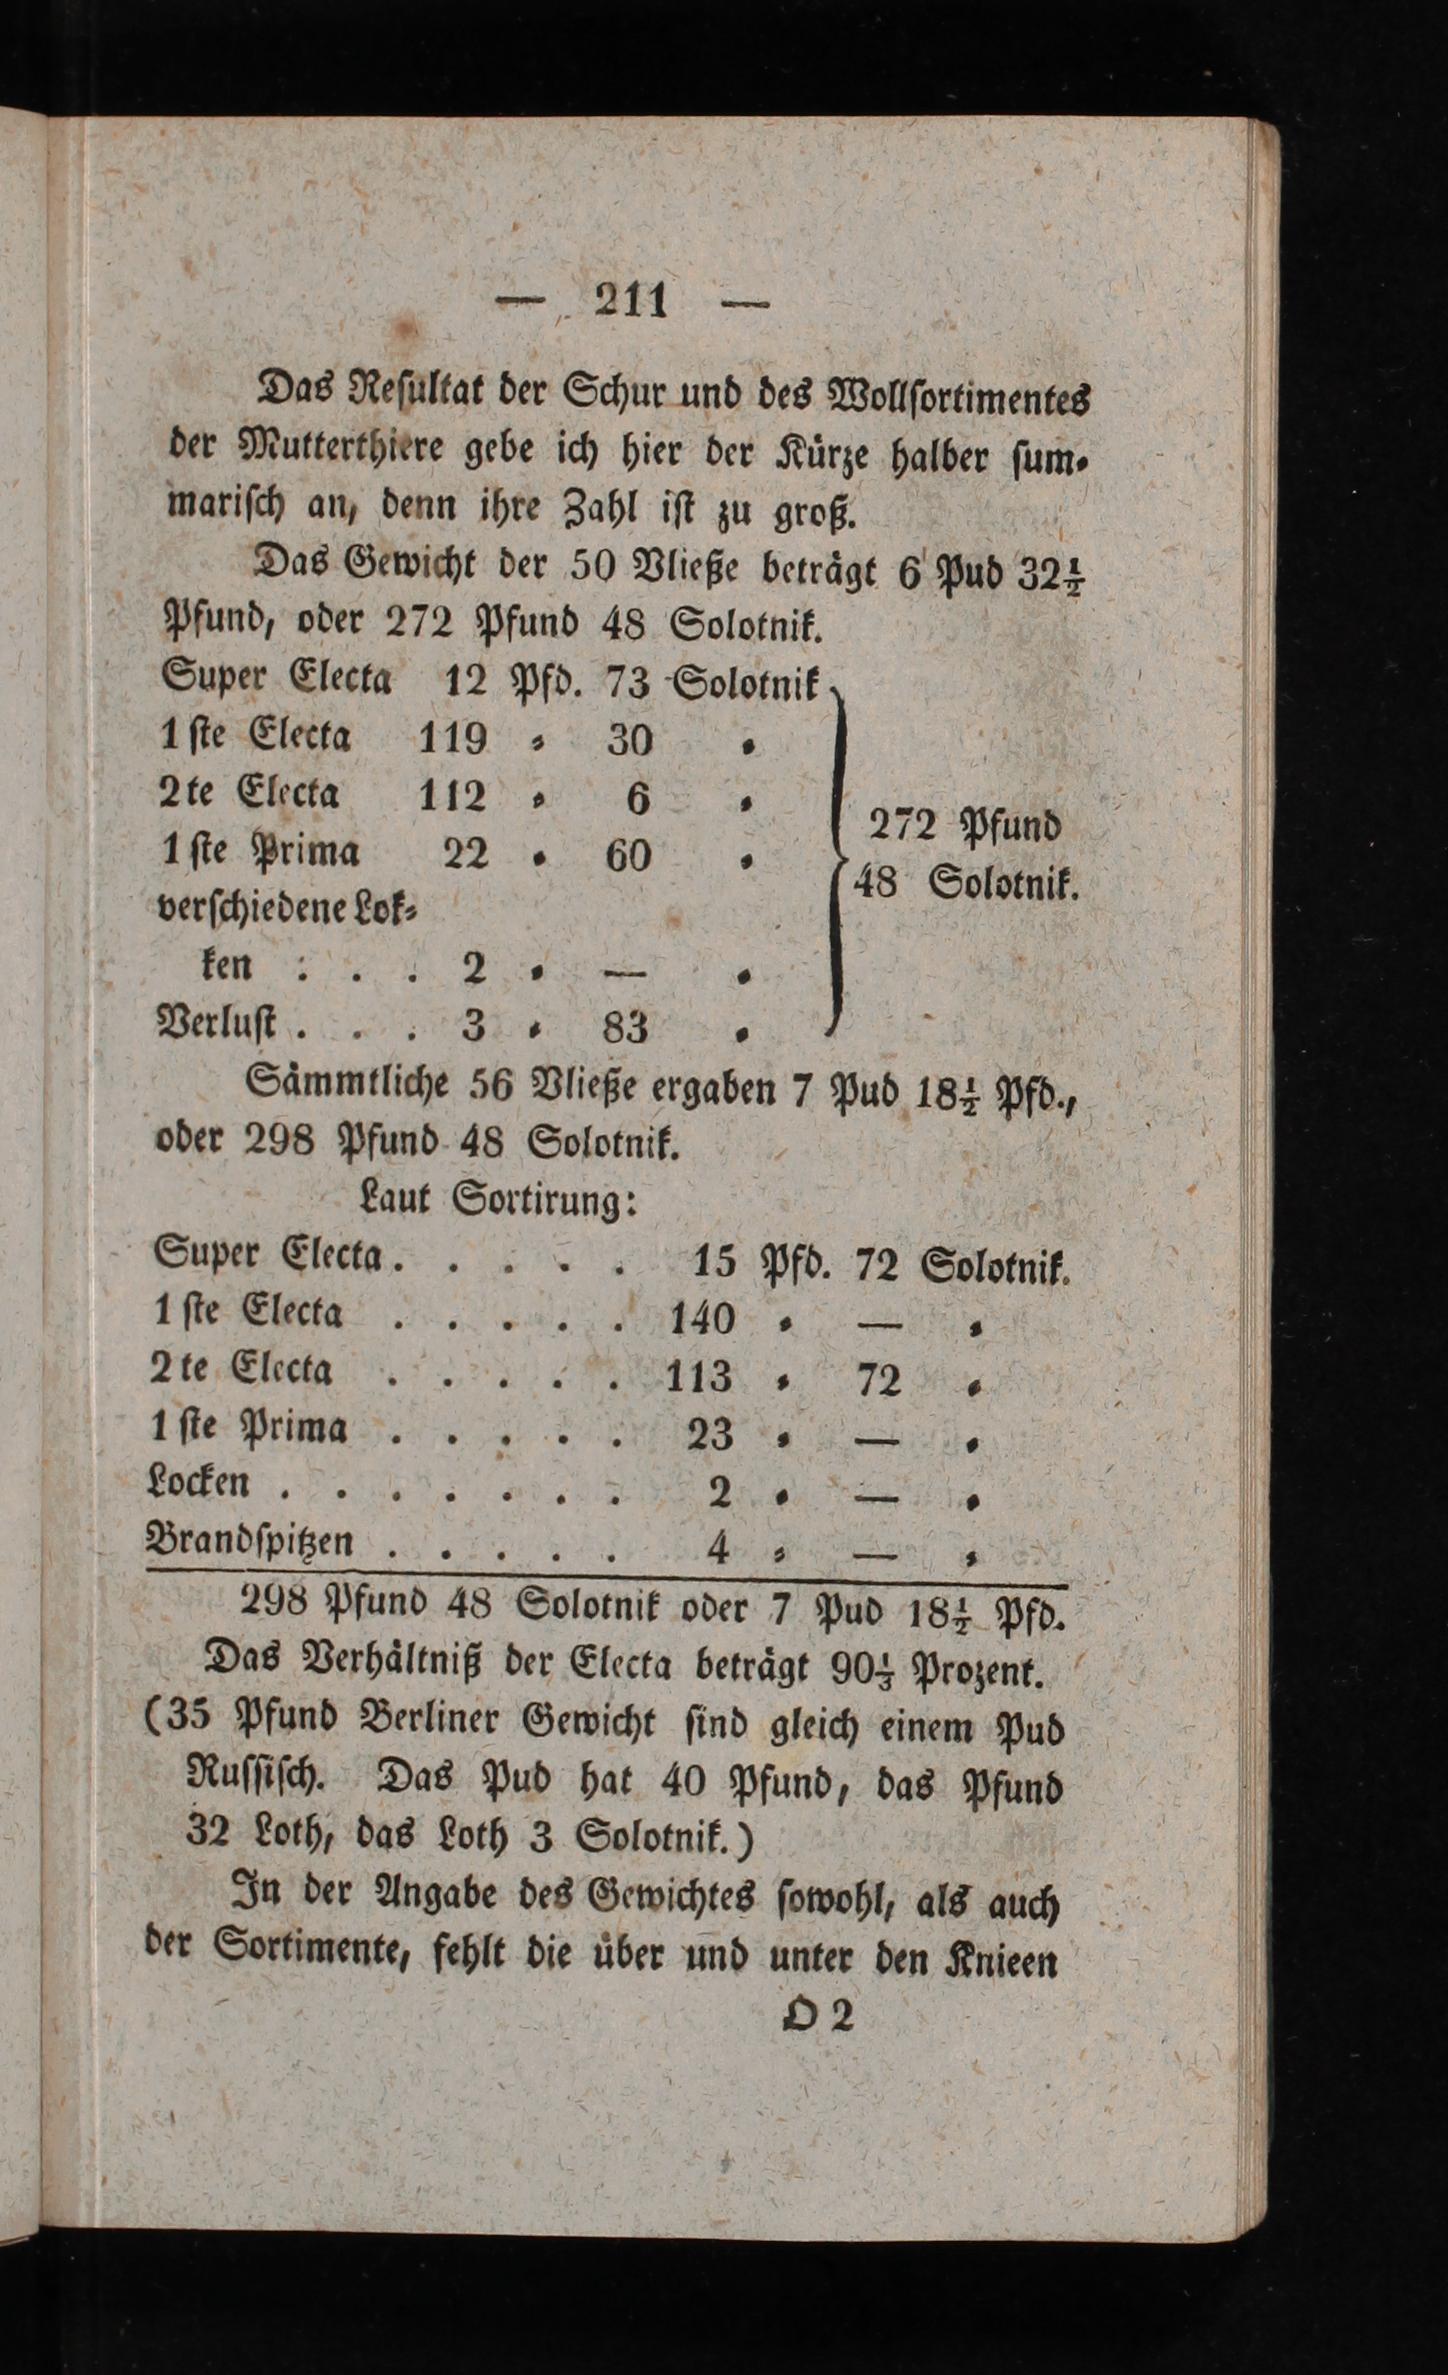 — 211 —
Das Reſultat der Schur und des Wollſortimentes
der Mutterthiere gebe ich hier der Kürze halber ſum⸗
mariſch an, denn ihre Zahl iſt zu groß.
Das Gewicht der 50 Vließe beträgt 6 Pud 32½
Pfund, oder 272 Pfund 48 Solotnik.
Super Electa 12 Pfd. 73 Solotnik
1ſte Electa 119 ⸗ 30 ⸗
2te Electa 112 ⸗ 6 ⸗
272 Pfund
1ſte Prima 22 ⸗ 60 ⸗
48 Solotnik.
verſchiedene Lok⸗
ken . . . 2 ⸗ — ⸗
Verluſt . . . 3 ⸗ 83 ⸗
Sämmtliche 56 Vließe ergaben 7 Pud 18½ Pfd.,
oder 298 Pfund 48 Solotnik.
Laut Sortirung:
Super Electa . . . . . 15 Pfd. 72 Solotnik.
1ſte Electa . . . . . 140 ⸗ — ⸗
2te Electa . . . . . 113 ⸗ 72 ⸗
1ſte Prima . . . . . 23 ⸗ — ⸗
Locken . . . . . . . 2 ⸗ — ⸗
Brandſpitzen . . . . . 4 ⸗ — ⸗
298 Pfund 48 Solotnik oder 7 Pud 18½ Pfd.
Das Verhältniß der Electa beträgt 90⅓ Prozent.
(35 Pfund Berliner Gewicht ſind gleich einem Pud
Ruſſiſch. Das Pud hat 40 Pfund, das Pfund
32 Loth, das Loth 3 Solotnik.)
In der Angabe des Gewichtes ſowohl, als auch
der Sortimente, fehlt die über und unter den Knieen
O 2